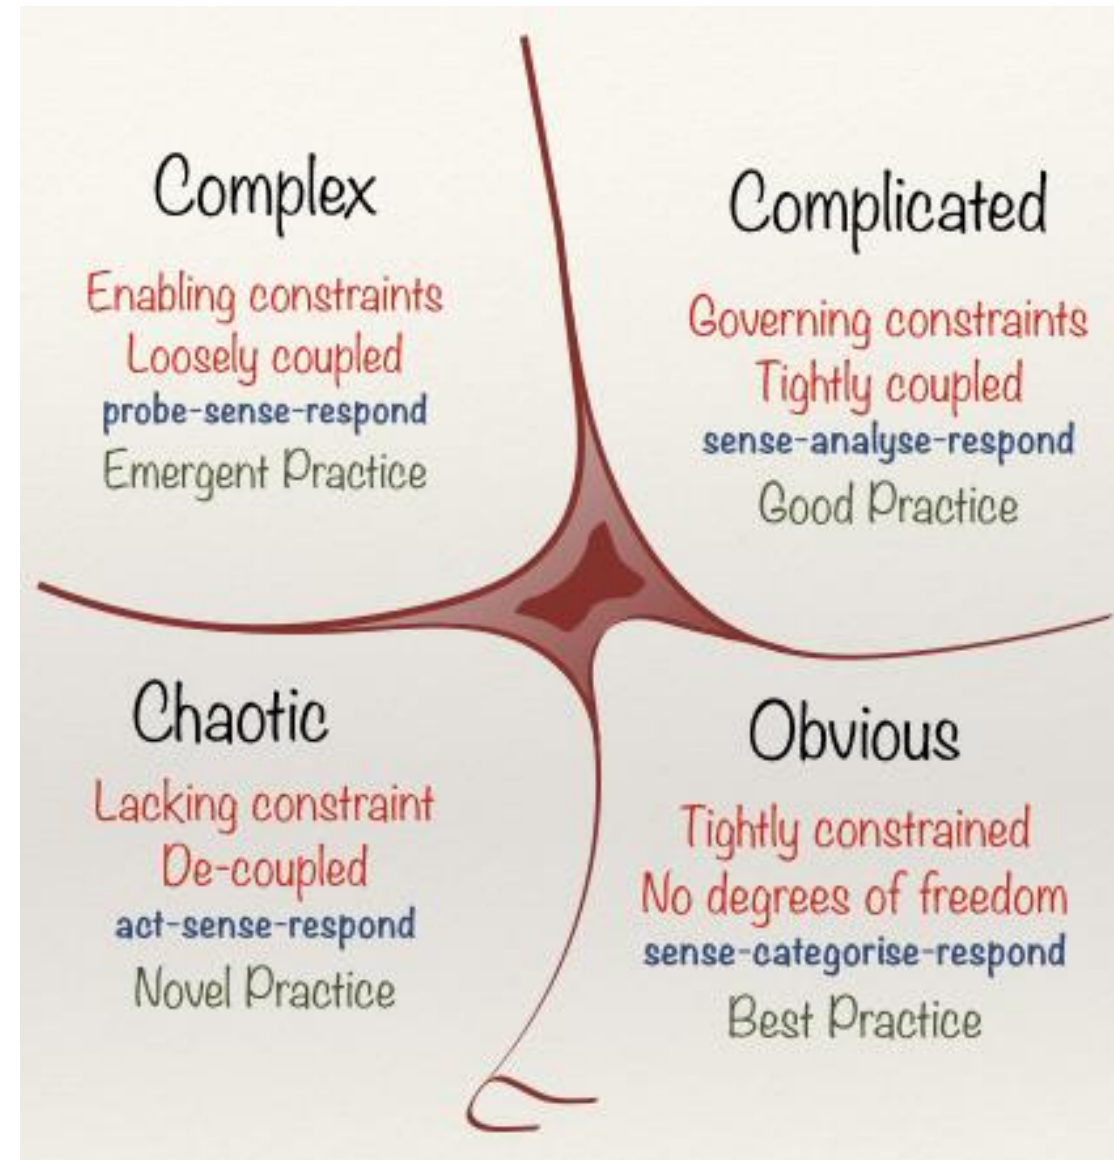 Complex
Enabling constraints
Loosely coupled
probe-sense-respond
Emergent Practice
Complicated
Governing constraints
Tightly coupled
sense-analyse-respond
Good Practice
Chaotic
Lacking constraint
De-coupled
act-sense-respond
Novel Practice
Obvious
Tightly constrained
No degrees of freedom
sense-categorise-respond
Best Practice